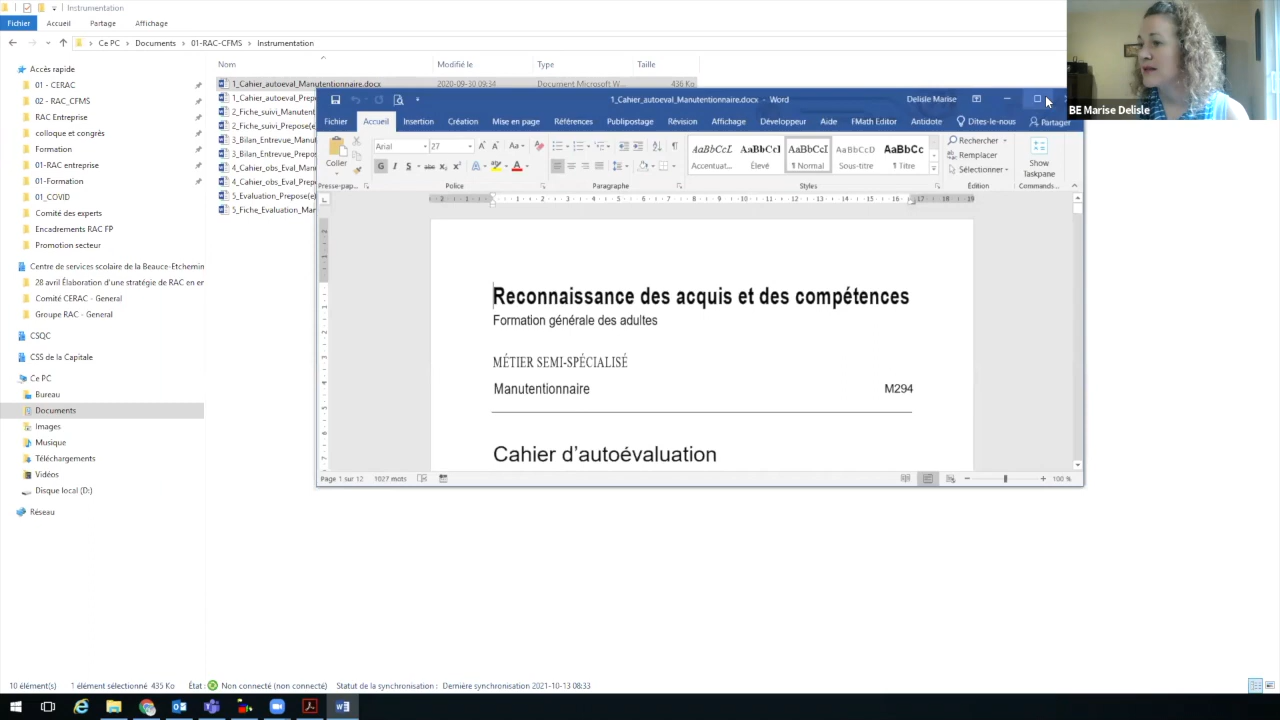 Instrumentation
Fichier Accueil Partage Affichage
Ce PC > Documents > 01-RAC-CFMS > Instrumentation
Nom Modifié le Type Taille
Accès rapide
01 - CERAC
02 - RAC_CFMS
RAC Entreprise
colloque et congrès
Formation
01-RAC entreprise
01-Formation
01_COVID
Comité des experts
Encadrements RAC FP
Promotion secteur
Centre de services scolaire de la Beauce-Etchemin
28 avril Élaboration d'une stratégie de RAC en en
Comité CERAC - General
Groupe RAC - General
CSQC
CSS de la Capitale
Ce PC
Bureau
Documents
Images
Musique
Téléchargements
Vidéos
Disque local (D:)
Réseau
1_Cahier_autoeval_Manutentionnaire.docx 2020-09-30 09:34 Document Microsoft W... 436 Ko
1_Cahier_autoeval_Prep
2_Fiche_suivi_Manutent
2_Fiche_suivi_Prepose(e
3_Bilan_Entrevue_Manu
3_Bilan_Entrevue_Prepo
4_Cahier_obs_Eval_Manu
4_Cahier_obs_Eval_Prep
5_Evaluation_Prepose(e)
5_Fiche_Evaluation_Mar
1_Cahier_autoeval_Manutentionnaire.docx - Word
Delisle Marise
Fichier Accueil Insertion Création Mise en page Références Publipostage Révision Affichage Développeur Aide fMath Editor Antidote Dites-le-nous Partager
Coller
Arial 27
G I S abc
AaBbCcL AaBbCcI AaBbCcI AaBbCcD AaBbCc
Accentuat... Élevé ¶ Normal Sous-titre ¶ Titre
Rechercher
Remplacer
Sélectionner
Show
Taskpane
Presse-pap... Police Paragraphe Styles Édition Commands...
Reconnaissance des acquis et des compétences
Formation générale des adultes
MÉTIER SEMI-SPÉCIALISÉ
Manutentionnaire M294
Cahier d'autoévaluation
Page 1 sur 12 1027 mots 100 %
BE Marise Delisle
10 élément(s) 1 élément sélectionné 435 Ko État : Non connecté (non connecté) Statut de la synchronisation : Dernière synchronisation 2021-10-13 08:33